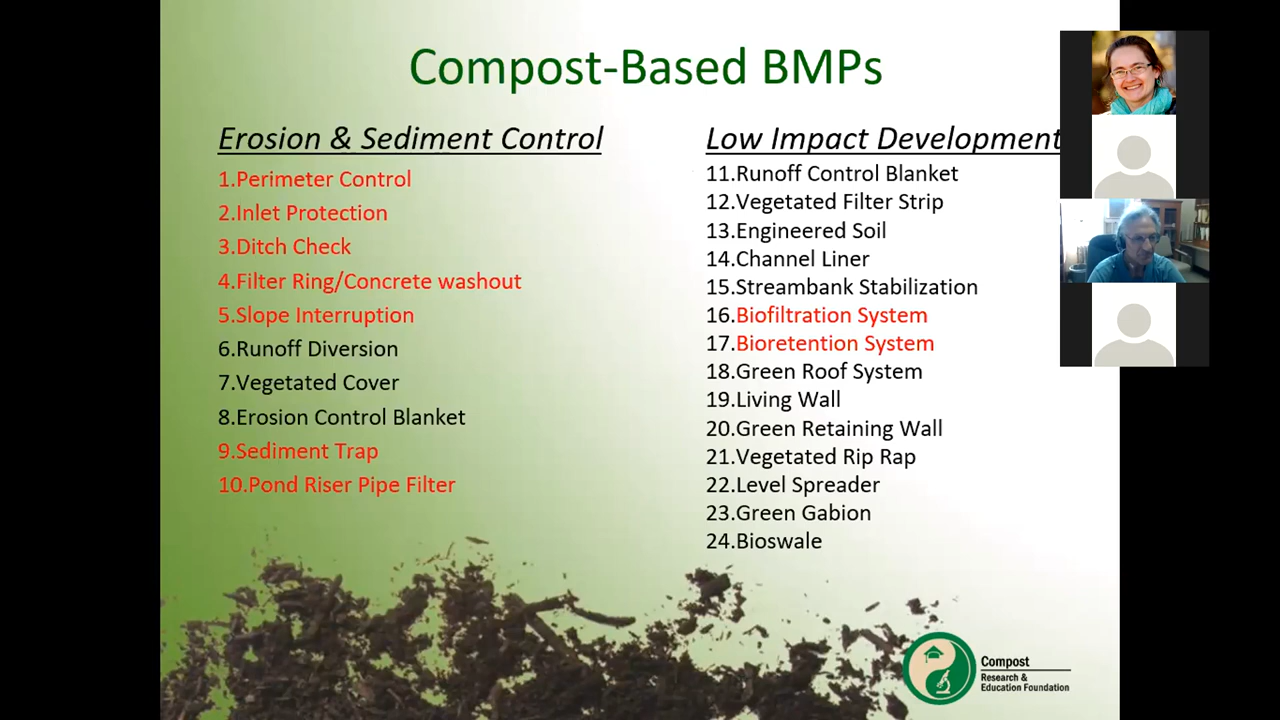 Compost-Based BMPs
Erosion & Sediment Control
1.Perimeter Control
2.Inlet Protection
3.Ditch Check
4.Filter Ring/Concrete washout
5.Slope Interruption
6.Runoff Diversion
7.Vegetated Cover
8.Erosion Control Blanket
9.Sediment Trap
10.Pond Riser Pipe Filter
Low Impact Development
11.Runoff Control Blanket
12.Vegetated Filter Strip
13.Engineered Soil
14.Channel Liner
15.Streambank Stabilization
16.Biofiltration System
17.Bioretention System
18.Green Roof System
19.Living Wall
20.Green Retaining Wall
21.Vegetated Rip Rap
22.Level Spreader
23.Green Gabion
24.Bioswale
Compost
Research &
Education Foundation